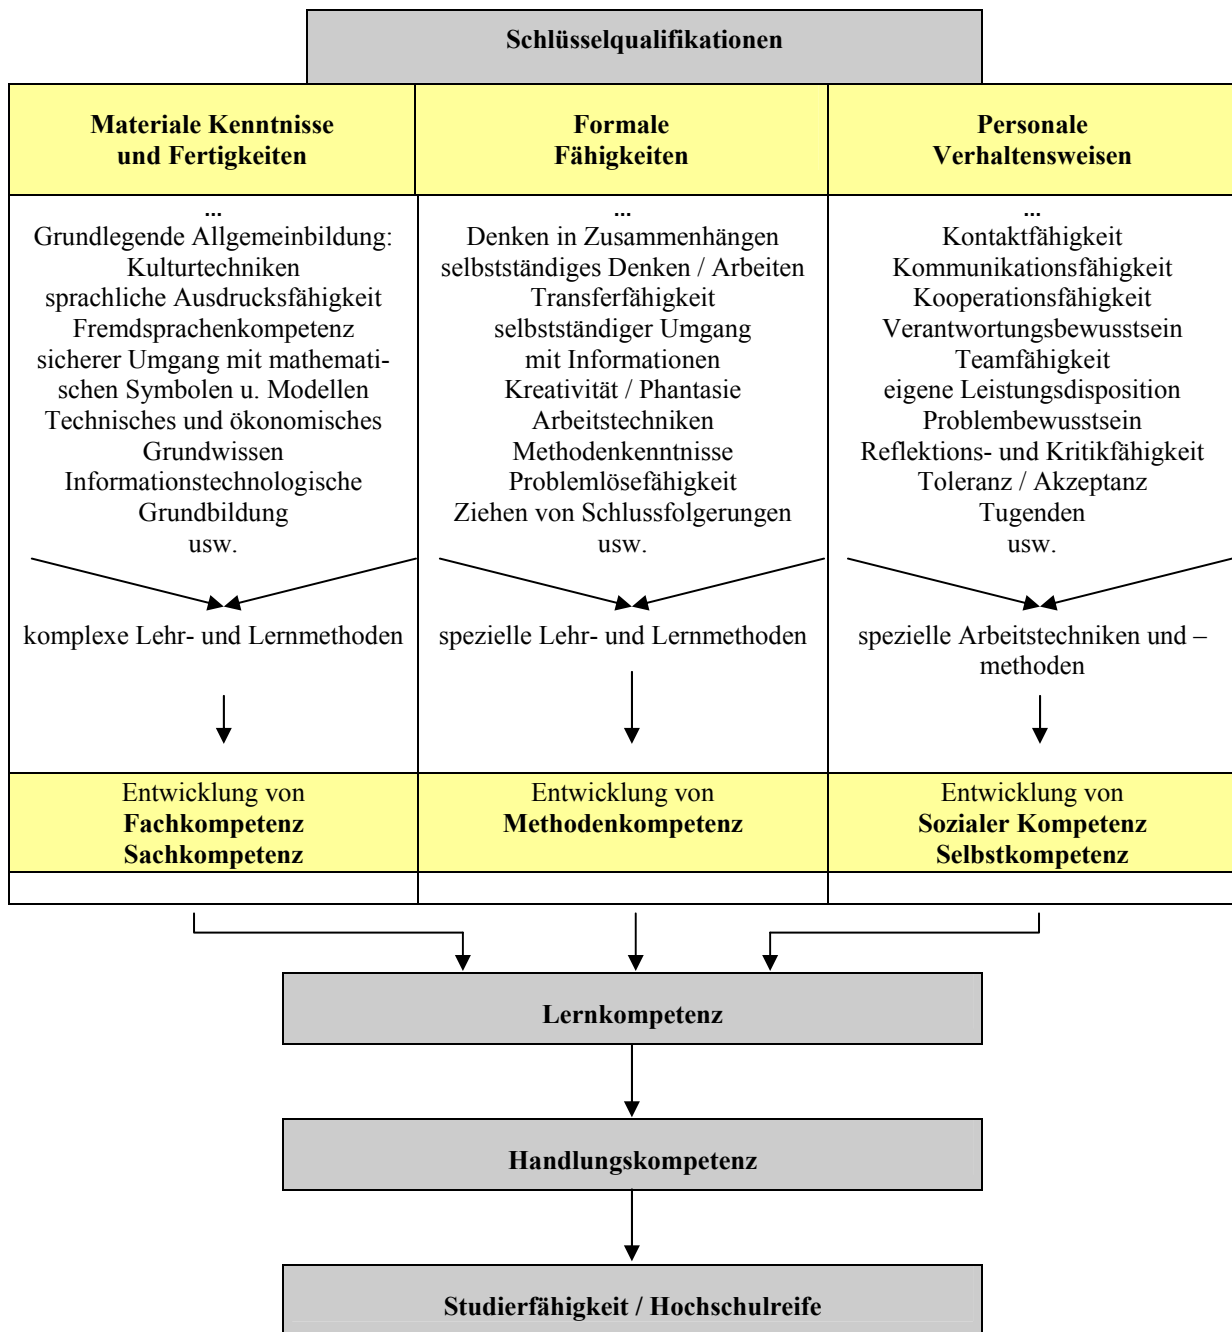 Schlüsselqualifikationen
Materiale Kenntnisse
und Fertigkeiten
Formale
Fähigkeiten
Personale
Verhaltensweisen
...
Grundlegende Allgemeinbildung:
Kulturtechniken
sprachliche Ausdrucksfähigkeit
Fremdsprachenkompetenz
sicherer Umgang mit mathemati-
schen Symbolen u. Modellen
Technisches und ökonomisches
Grundwissen
Informationstechnologische
Grundbildung
usw.
...
Denken in Zusammenhängen
selbstständiges Denken / Arbeiten
Transferfähigkeit
selbstständiger Umgang
mit Informationen
Kreativität / Phantasie
Arbeitstechniken
Methodenkenntnisse
Problemlösefähigkeit
Ziehen von Schlussfolgerungen
usw.
...
Kontaktfähigkeit
Kommunikationsfähigkeit
Kooperationsfähigkeit
Verantwortungsbewusstsein
Teamfähigkeit
eigene Leistungsdisposition
Problembewusstsein
Reflektions- und Kritikfähigkeit
Toleranz / Akzeptanz
Tugenden
usw.
komplexe Lehr- und Lernmethoden
spezielle Lehr- und Lernmethoden
spezielle Arbeitstechniken und –
methoden
Entwicklung von
Fachkompetenz
Sachkompetenz
Entwicklung von
Methodenkompetenz
Entwicklung von
Sozialer Kompetenz
Selbstkompetenz
Lernkompetenz
Handlungskompetenz
Studierfähigkeit / Hochschulreife